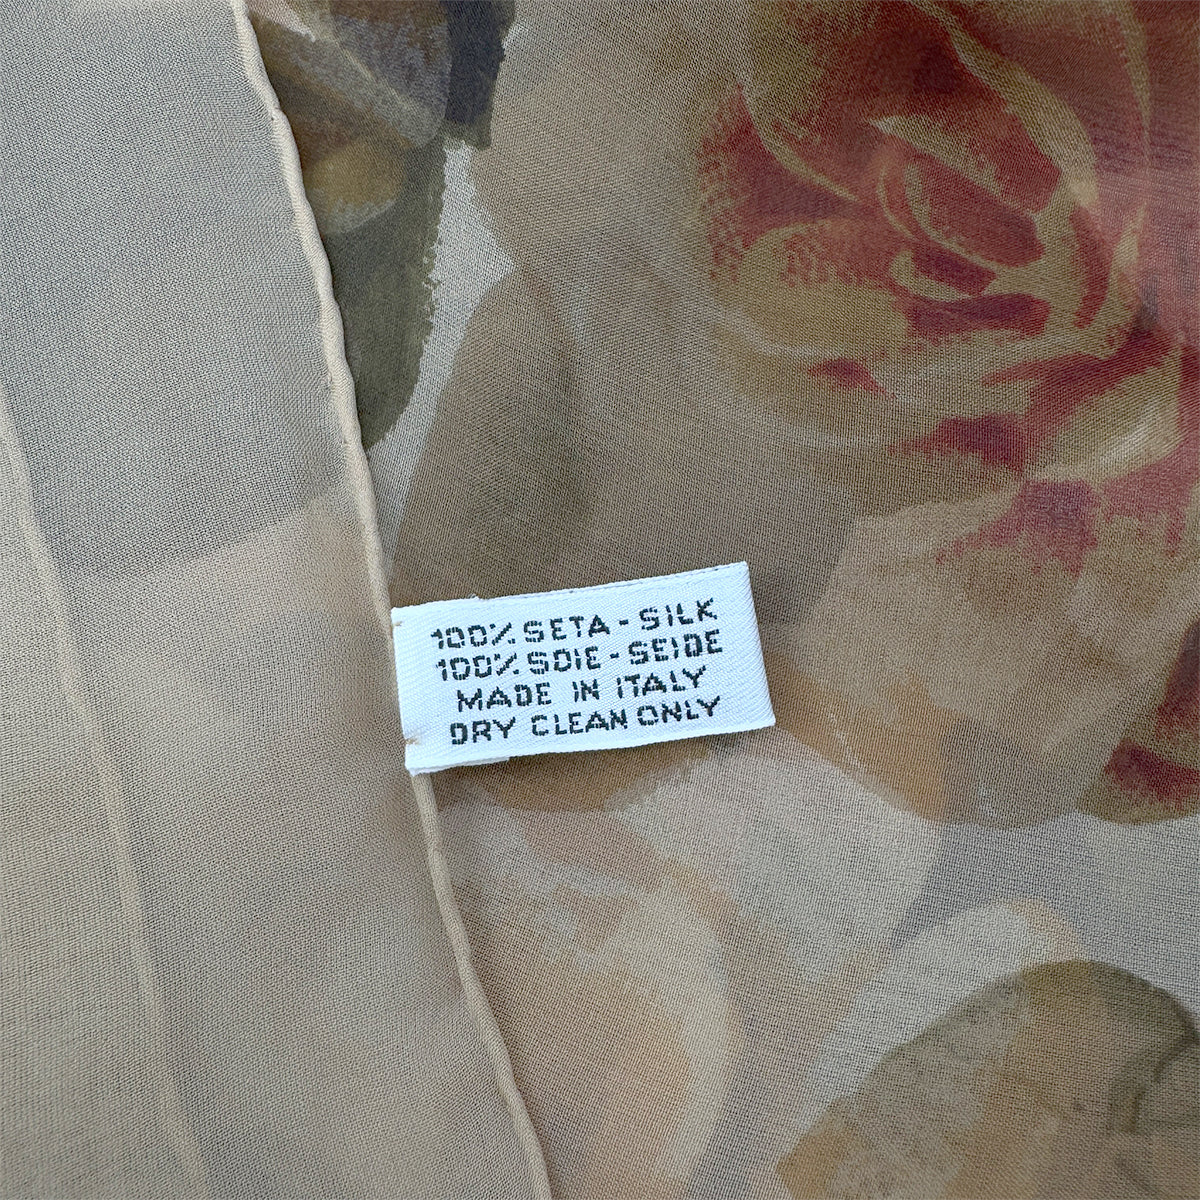 100% SETA - SILK
100% SOIE - SEIDE
MADE IN ITALY
DRY CLEAN ONLY